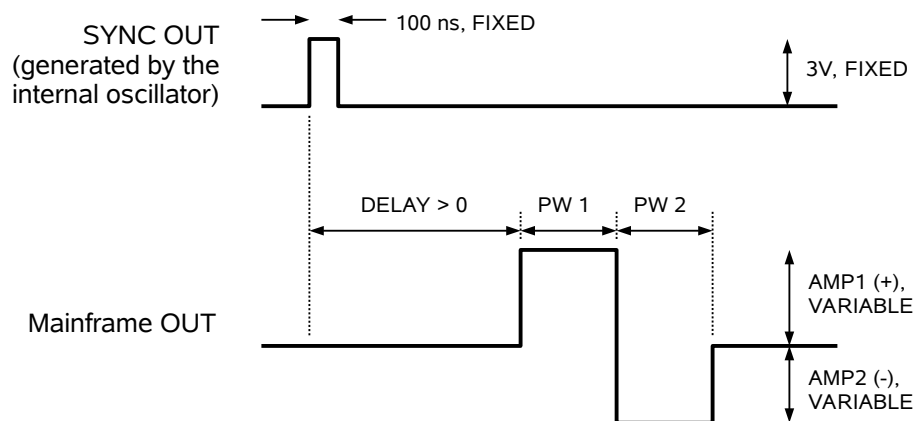 100 ns, FIXED
SYNC OUT
(generated by the
internal oscillator)
3V, FIXED
DELAY > 0
PW 1
PW 2
AMP1 (+),
VARIABLE
Mainframe OUT
AMP2 (-),
VARIABLE